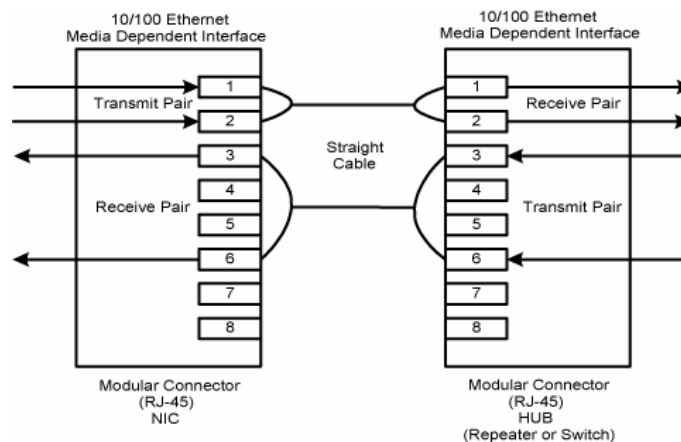 10/100 Ethernet
Media Dependent Interface
Transmit Pair
Receive Pair
1
2
3
4
5
6
7
8
Modular Connector
(RJ-45)
NIC
Straight
Cable
10/100 Ethernet
Media Dependent Interface
1
2
3
4
5
6
7
8
Receive Pair
Transmit Pair
Modular Connector
(RJ-45)
HUB
(Repeater or Switch)